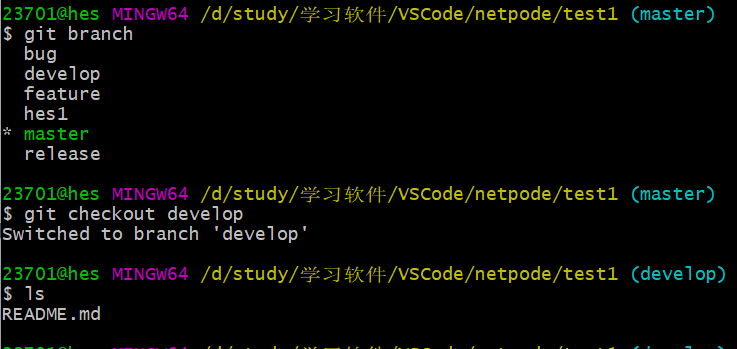 23701@hes MINGW64 /d/study/学习软件/VSCode/netpode/test1 (master)
$ git branch
  bug
  develop
  feature
  hes1
* master
  release
23701@hes MINGW64 /d/study/学习软件/VSCode/netpode/test1 (master)
$ git checkout develop
Switched to branch 'develop'
23701@hes MINGW64 /d/study/学习软件/VSCode/netpode/test1 (develop)
$ ls
README.md